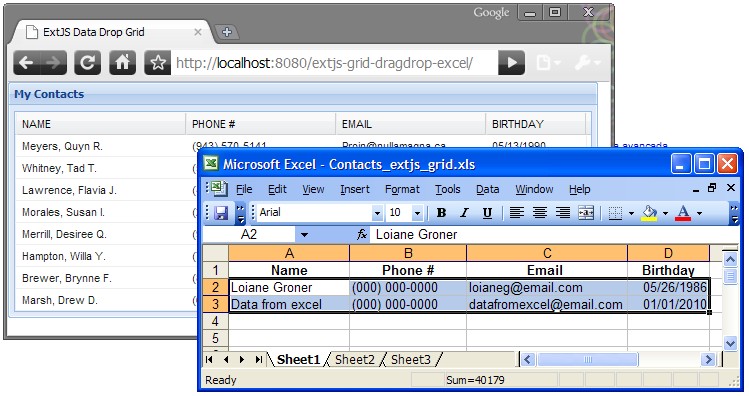 Google
ExtJS Data Drop Grid
http://localhost:8080/extjs-grid-dragdrop-excel/
My Contacts
NAME PHONE # EMAIL BIRTHDAY
Meyers, Quyn R. (943) 570-5141 Proin@nullamagna.ca 05/13/1990
Whitney, Tad T.
Lawrence, Flavia J.
Morales, Susan I.
Merrill, Desiree Q.
Hampton, Willa Y.
Brewer, Brynne F.
Marsh, Drew D.
avançada
Microsoft Excel - Contacts_extjs_grid.xls
File Edit View Insert Format Tools Data Window Help
Arial 10 B I U A
A2 fx Loiane Groner
A B C D
1 Name Phone # Email Birthday
2 Loiane Groner (000) 000-0000 loianeg@email.com 05/26/1986
3 Data from excel (000) 000-0000 datafromexcel@email.com 01/01/2010
4
5
Sheet1 Sheet2 Sheet3
Ready Sum=40179